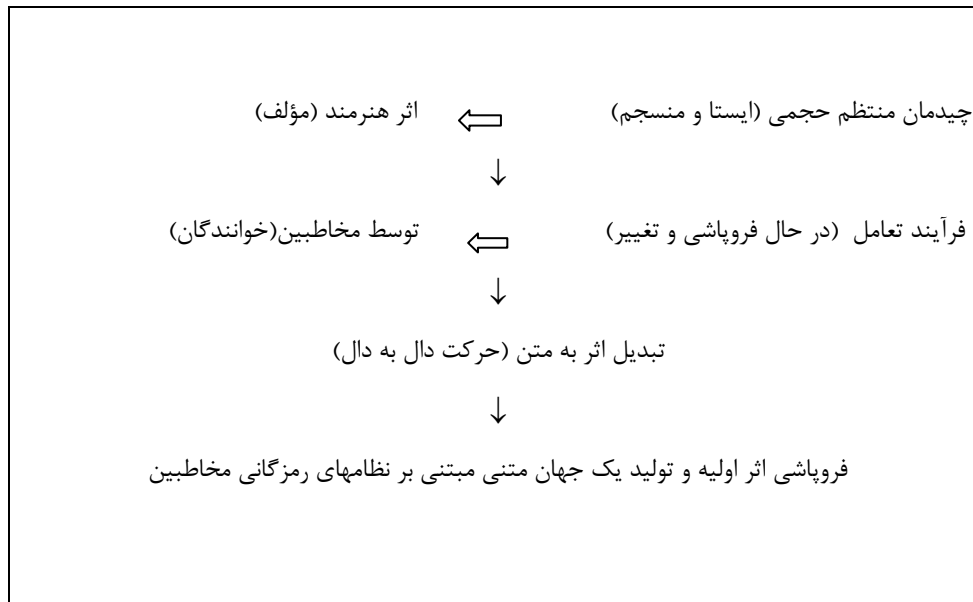 چیدمان منتظم حجمی (ایستا و منسجم) ⇦ اثر هنرمند (مؤلف)
↓
فرآیند تعامل (در حال فروپاشی و تغییر) ⇦ توسط مخاطبین(خوانندگان)
↓
تبدیل اثر به متن (حرکت دال به دال)
↓
فروپاشی اثر اولیه و تولید یک جهان متنی مبتنی بر نظامهای رمزگانی مخاطبین